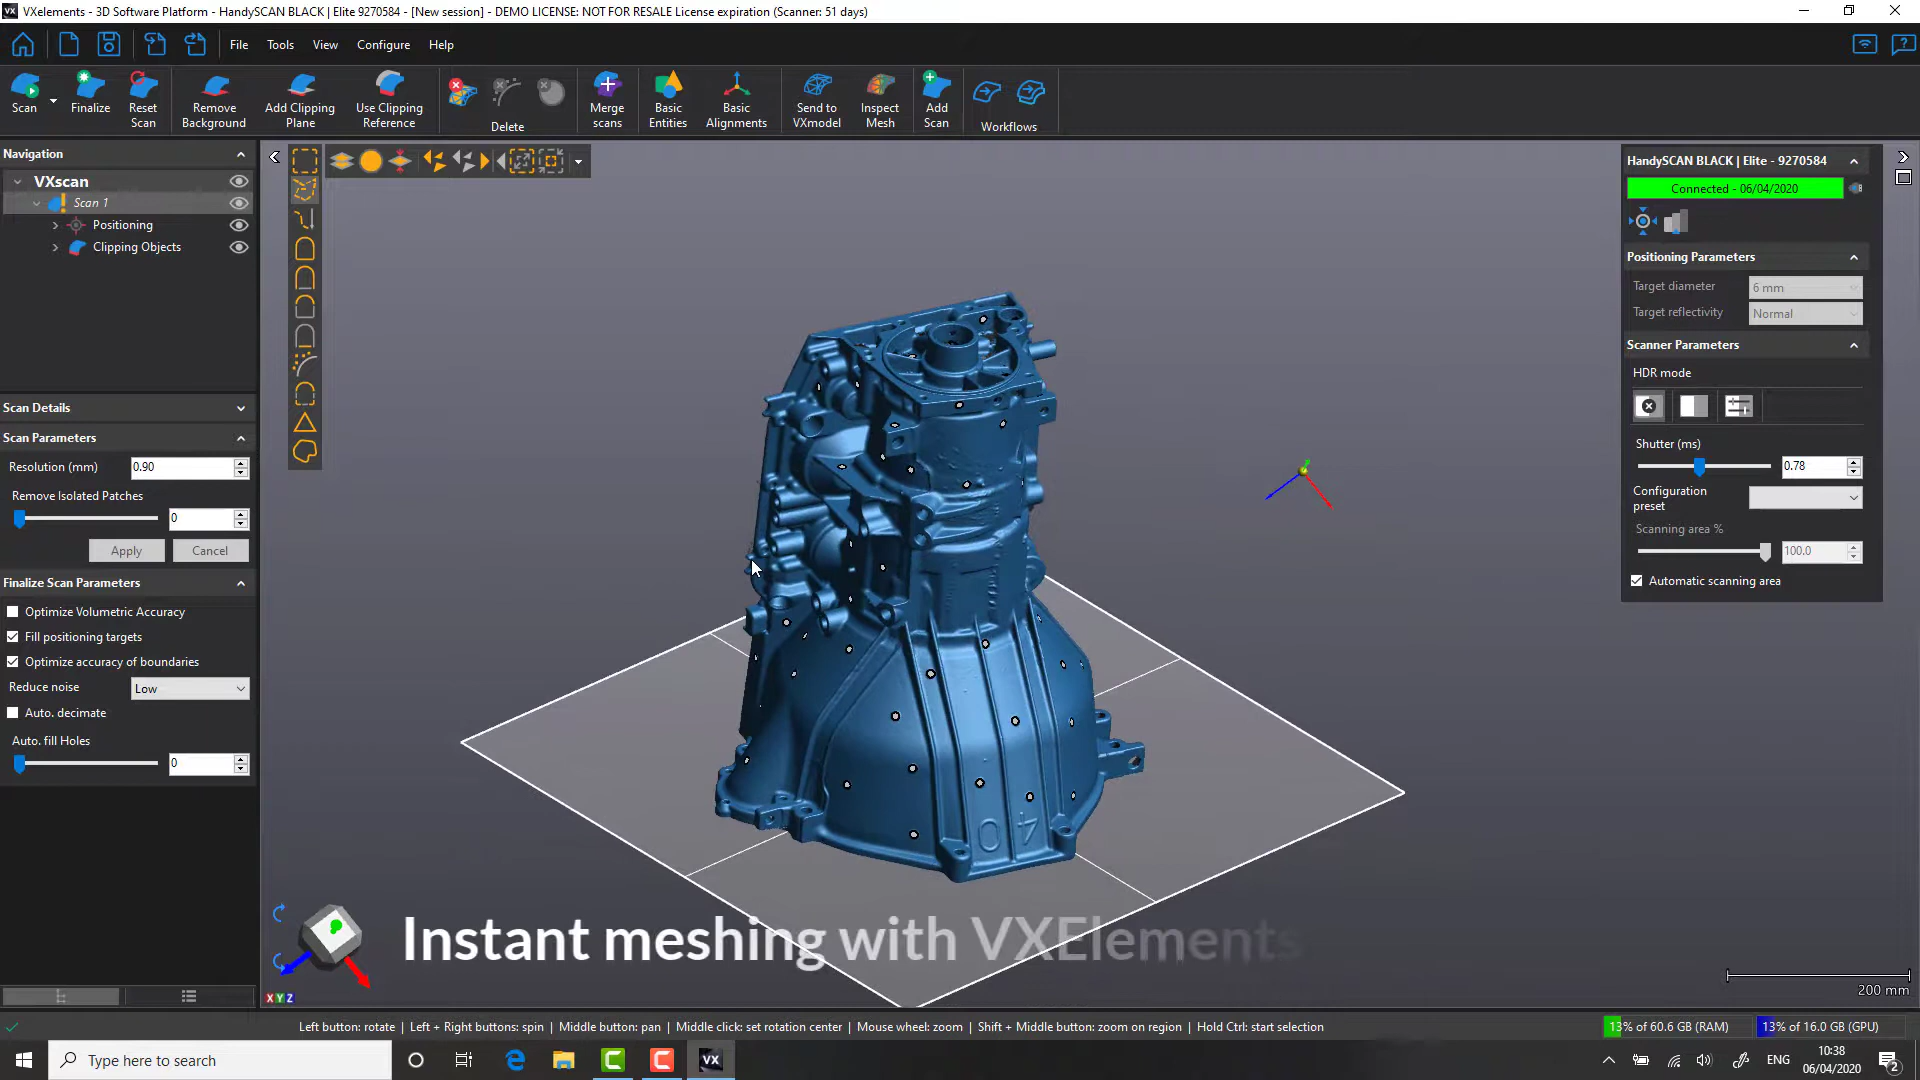 VXelements - 3D Software Platform - HandySCAN BLACK | Elite 9270584 - [New session] - DEMO LICENSE: NOT FOR RESALE License expiration (Scanner: 51 days)
File Tools View Configure Help
Scan
Finalize
Reset
Scan
Remove
Background
Add Clipping
Plane
Use Clipping
Reference
Delete
Merge
scans
Basic
Entities
Basic
Alignments
Send to
VXmodel
Inspect
Mesh
Add
Scan
Workflows
Navigation
VXscan
Scan 1
Positioning
Clipping Objects
Scan Details
Scan Parameters
Resolution (mm) 0.90
Remove Isolated Patches
0
Apply Cancel
Finalize Scan Parameters
Optimize Volumetric Accuracy
Fill positioning targets
Optimize accuracy of boundaries
Reduce noise Low
Auto. decimate
Auto. fill Holes
0
HandySCAN BLACK | Elite - 9270584
Connected - 06/04/2020
Positioning Parameters
Target diameter 6 mm
Target reflectivity Normal
Scanner Parameters
HDR mode
Shutter (ms)
0.78
Configuration
preset
Scanning area %
100.0
Automatic scanning area
40
Instant meshing with VXElements
XYZ
200 mm
Left button: rotate | Left + Right buttons: spin | Middle button: pan | Middle click: set rotation center | Mouse wheel: zoom | Shift + Middle button: zoom on region | Hold Ctrl: start selection
13% of 60.6 GB (RAM) 13% of 16.0 GB (GPU)
Type here to search
VX
ENG
10:38
06/04/2020
2